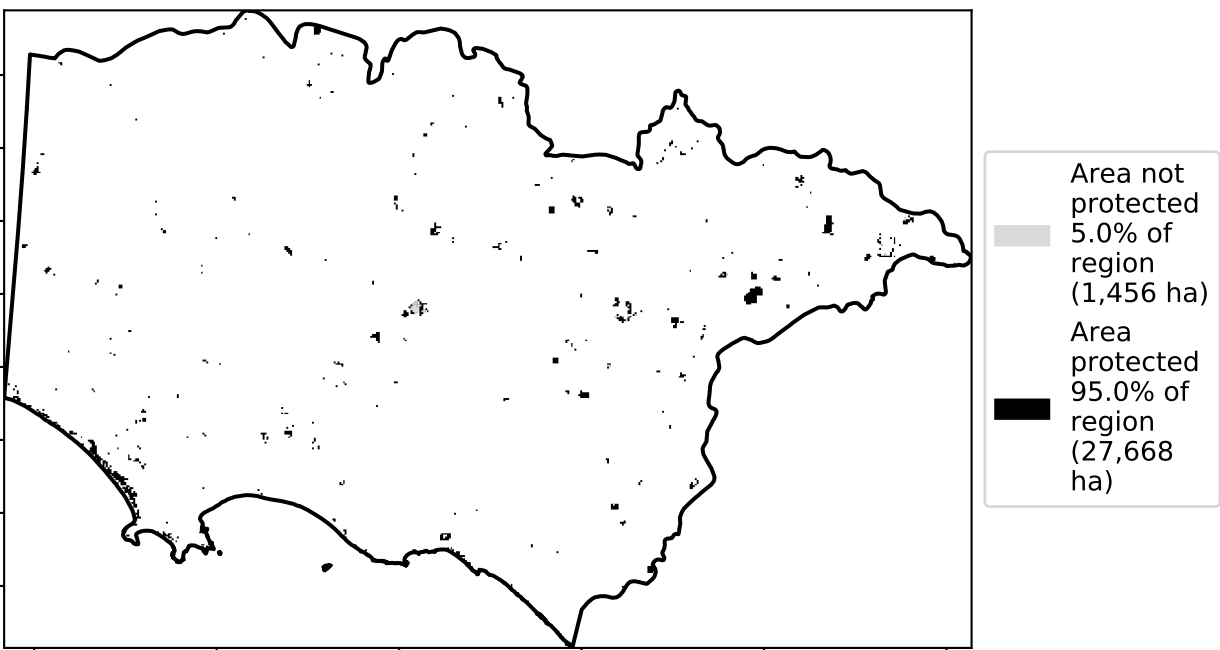 Area not
protected
5.0% of
region
(1,456 ha)
Area
protected
95.0% of
region
(27,668
ha)